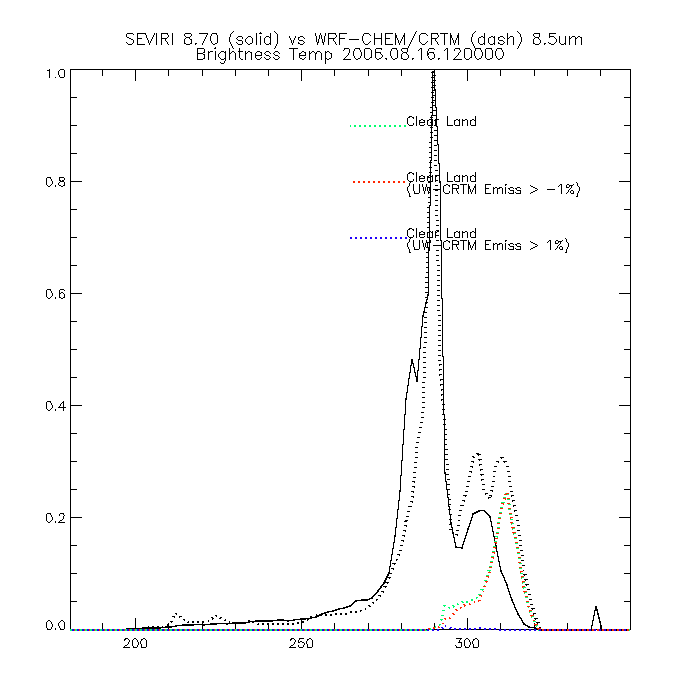 SEVIRI 8.70 (solid) vs WRF-CHEM/CRTM (dash) 8.5um
Brightness Temp 2006.08.16.120000
1.0
Clear Land
0.8
Clear Land
(UW-CRTM Emiss > -1%)
Clear Land
(UW-CRTM Emiss > 1%)
0.6
0.4
0.2
0.0
200
250
300